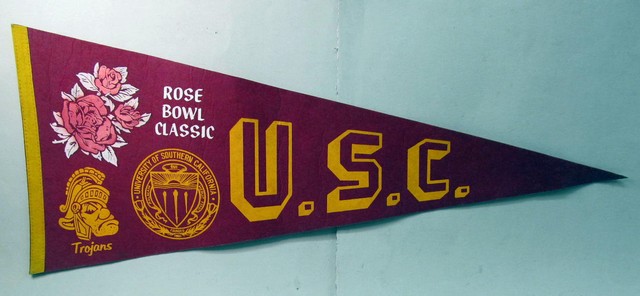 ROSE
BOWL
CLASSIC
U.S.C.
UNIVERSITY OF SOUTHERN CALIFORNIA
Trojans